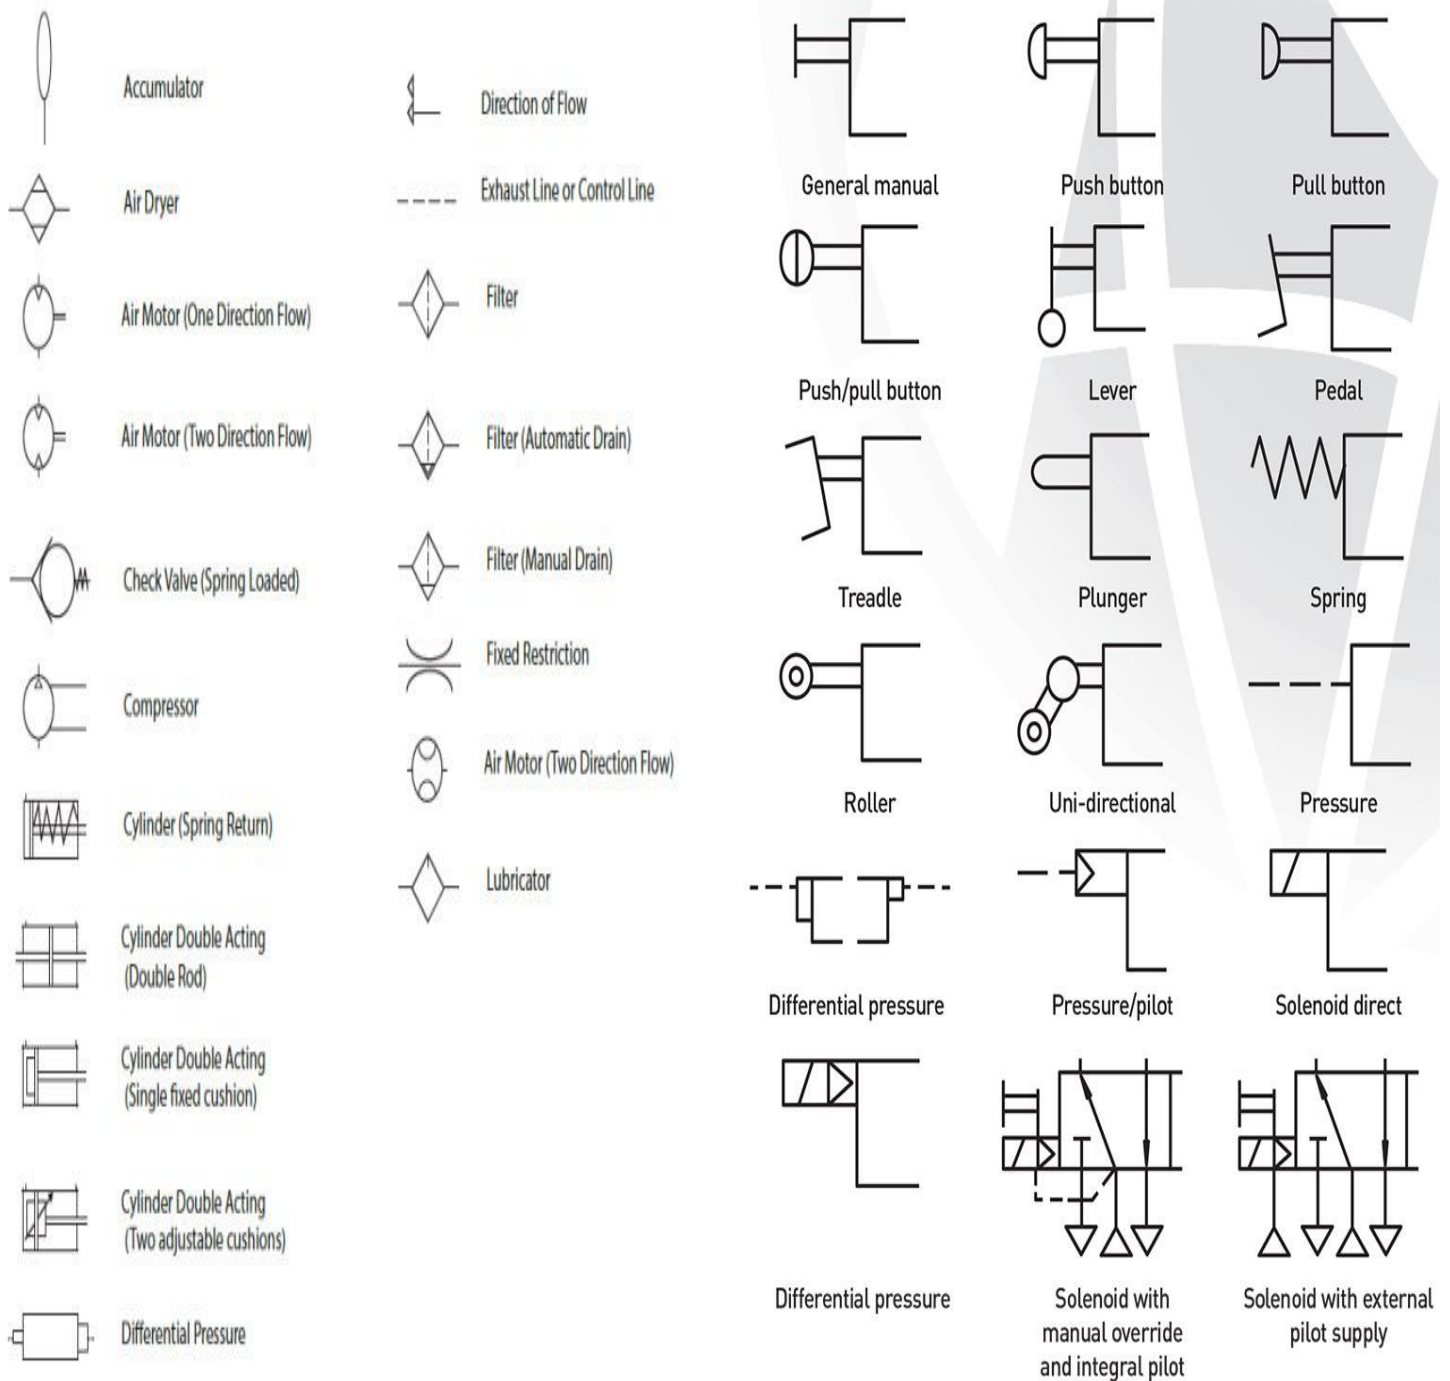 Accumulator
Air Dryer
Air Motor (One Direction Flow)
Air Motor (Two Direction Flow)
Check Valve (Spring Loaded)
Compressor
Cylinder (Spring Return)
Cylinder Double Acting
(Double Rod)
Cylinder Double Acting
(Single fixed cushion)
Cylinder Double Acting
(Two adjustable cushions)
Differential Pressure
Direction of Flow
Exhaust Line or Control Line
Filter
Filter (Automatic Drain)
Filter (Manual Drain)
Fixed Restriction
Air Motor (Two Direction Flow)
Lubricator
General manual
Push button
Pull button
Push/pull button
Lever
Pedal
Treadle
Plunger
Spring
Roller
Uni-directional
Pressure
Differential pressure
Pressure/pilot
Solenoid direct
Differential pressure
Solenoid with
manual override
and integral pilot
Solenoid with external
pilot supply